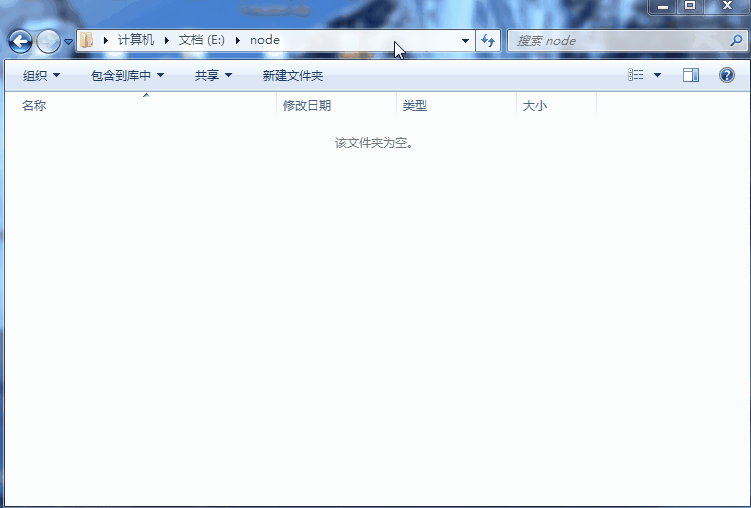 计算机 文档 (E:) node 搜索 node
组织 包含到库中 共享 新建文件夹
名称 修改日期 类型 大小
该文件夹为空。